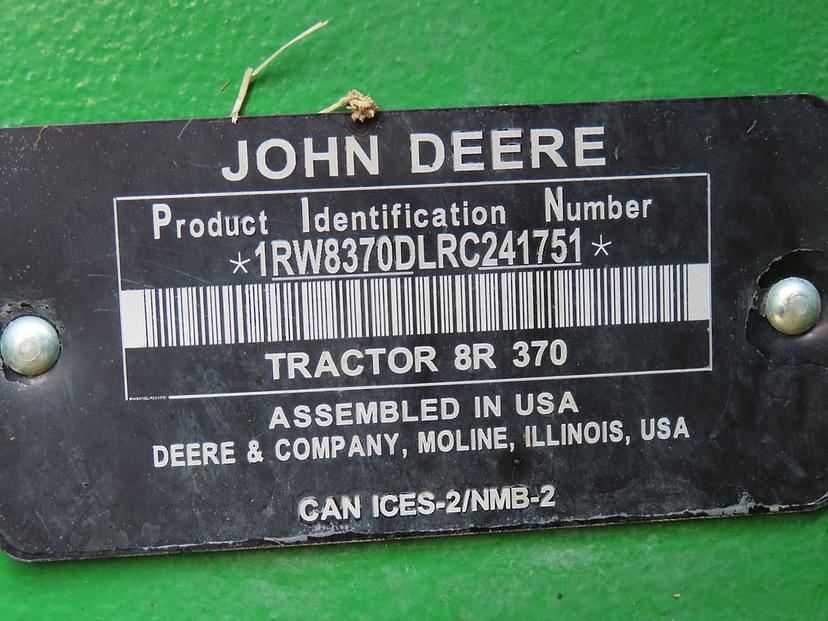 JOHN DEERE
Product Identification Number
*1RW8370DLRC241751*
TRACTOR 8R 370
ASSEMBLED IN USA
DEERE & COMPANY, MOLINE, ILLINOIS, USA
CAN ICES-2/NMB-2